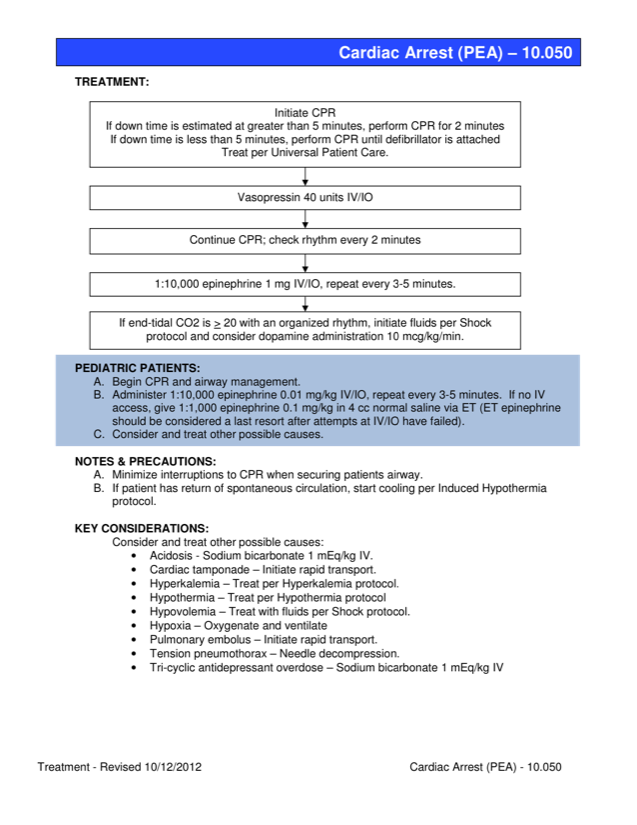 Cardiac Arrest (PEA) – 10.050
TREATMENT:
Initiate CPR
If down time is estimated at greater than 5 minutes, perform CPR for 2 minutes
If down time is less than 5 minutes, perform CPR until defibrillator is attached
Treat per Universal Patient Care.
Vasopressin 40 units IV/IO
Continue CPR; check rhythm every 2 minutes
1:10,000 epinephrine 1 mg IV/IO, repeat every 3-5 minutes.
If end-tidal CO2 is ≥ 20 with an organized rhythm, initiate fluids per Shock
protocol and consider dopamine administration 10 mcg/kg/min.
PEDIATRIC PATIENTS:
A. Begin CPR and airway management.
B. Administer 1:10,000 epinephrine 0.01 mg/kg IV/IO, repeat every 3-5 minutes. If no IV
access, give 1:1,000 epinephrine 0.1 mg/kg in 4 cc normal saline via ET (ET epinephrine
should be considered a last resort after attempts at IV/IO have failed).
C. Consider and treat other possible causes.
NOTES & PRECAUTIONS:
A. Minimize interruptions to CPR when securing patients airway.
B. If patient has return of spontaneous circulation, start cooling per Induced Hypothermia
protocol.
KEY CONSIDERATIONS:
Consider and treat other possible causes:
• Acidosis - Sodium bicarbonate 1 mEq/kg IV.
• Cardiac tamponade – Initiate rapid transport.
• Hyperkalemia – Treat per Hyperkalemia protocol.
• Hypothermia – Treat per Hypothermia protocol
• Hypovolemia – Treat with fluids per Shock protocol.
• Hypoxia – Oxygenate and ventilate
• Pulmonary embolus – Initiate rapid transport.
• Tension pneumothorax – Needle decompression.
• Tri-cyclic antidepressant overdose – Sodium bicarbonate 1 mEq/kg IV
Treatment - Revised 10/12/2012
Cardiac Arrest (PEA) - 10.050